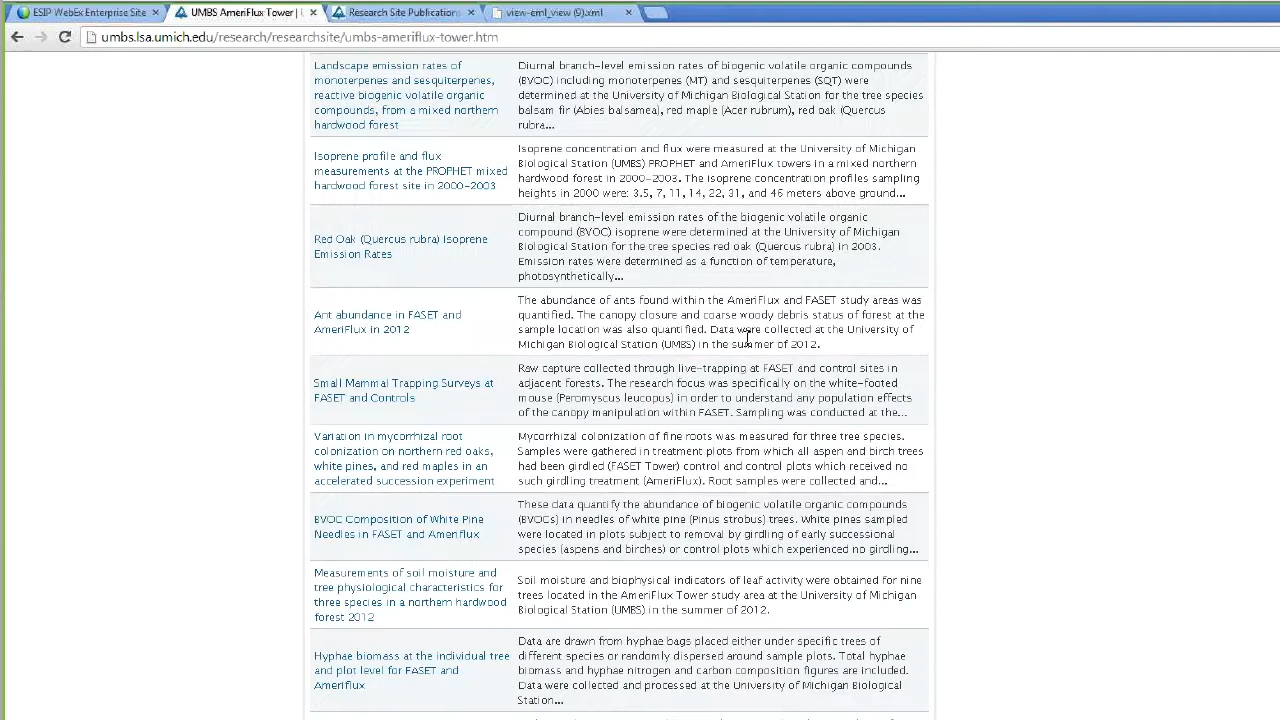 ESIP WebEx Enterprise Site
UMBS AmeriFlux Tower |
Research Site Publications
view-eml_view (9).xml
umbs.lsa.umich.edu/research/researchsite/umbs-ameriflux-tower.htm
Landscape emission rates of
monoterpenes and sesquiterpenes,
reactive biogenic volatile organic
compounds, from a mixed northern
hardwood forest
Diurnal branch-level emission rates of biogenic volatile organic compounds
(BVOC) including monoterpenes (MT) and sesquiterpenes (SQT) were
determined at the University of Michigan Biological Station for the tree species
balsam fir (Abies balsamea), red maple (Acer rubrum), red oak (Quercus
rubra...
Isoprene profile and flux
measurements at the PROPHET mixed
hardwood forest site in 2000-2003
Isoprene concentration and flux were measured at the University of Michigan
Biological Station (UMBS) PROPHET and AmeriFlux towers in a mixed northern
hardwood forest in 2000-2003. The isoprene concentration profiles sampling
heights in 2000 were: 3.5, 7, 11, 14, 22, 31, and 46 meters above ground...
Red Oak (Quercus rubra) Isoprene
Emission Rates
Diurnal branch-level emission rates of the biogenic volatile organic
compound (BVOC) isoprene were determined at the University of Michigan
Biological Station for the tree species red oak (Quercus rubra) in 2003.
Emission rates were determined as a function of temperature,
photosynthetically...
Ant abundance in FASET and
AmeriFlux in 2012
The abundance of ants found within the AmeriFlux and FASET study areas was
quantified. The canopy closure and coarse woody debris status of forest at the
sample location was also quantified. Data were collected at the University of
Michigan Biological Station (UMBS) in the summer of 2012.
Small Mammal Trapping Surveys at
FASET and Controls
Raw capture collected through live-trapping at FASET and control sites in
adjacent forests. The research focus was specifically on the white-footed
mouse (Peromyscus leucopus) in order to understand any population effects
of the canopy manipulation within FASET. Sampling was conducted at the...
Variation in mycorrhizal root
colonization on northern red oaks,
white pines, and red maples in an
accelerated succession experiment
Mycorrhizal colonization of fine roots was measured for three tree species.
Samples were gathered in treatment plots from which all aspen and birch trees
had been girdled (FASET Tower) control and control plots which received no
such girdling treatment (AmeriFlux). Root samples were collected and...
BVOC Composition of White Pine
Needles in FASET and Ameriflux
These data quantify the abundance of biogenic volatile organic compounds
(BVOCs) in needles of white pine (Pinus strobus) trees. White pines sampled
were located in plots subject to removal by girdling of early successional
species (aspens and birches) or control plots which experienced no girdling...
Measurements of soil moisture and
tree physiological characteristics for
three species in a northern hardwood
forest 2012
Soil moisture and biophysical indicators of leaf activity were obtained for nine
trees located in the AmeriFlux Tower study area at the University of Michigan
Biological Station (UMBS) in the summer of 2012.
Hyphae biomass at the individual tree
and plot level for FASET and
Ameriflux
Data are drawn from hyphae bags placed either under specific trees of
different species or randomly dispersed around sample plots. Total hyphae
biomass and hyphae nitrogen and carbon composition figures are included.
Data were collected and processed at the University of Michigan Biological
Station...